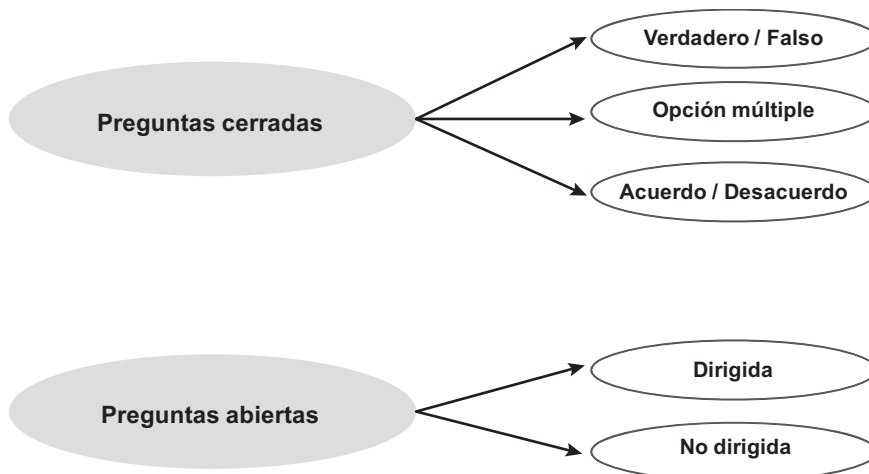 Preguntas cerradas
Verdadero / Falso
Opción múltiple
Acuerdo / Desacuerdo
Preguntas abiertas
Dirigida
No dirigida